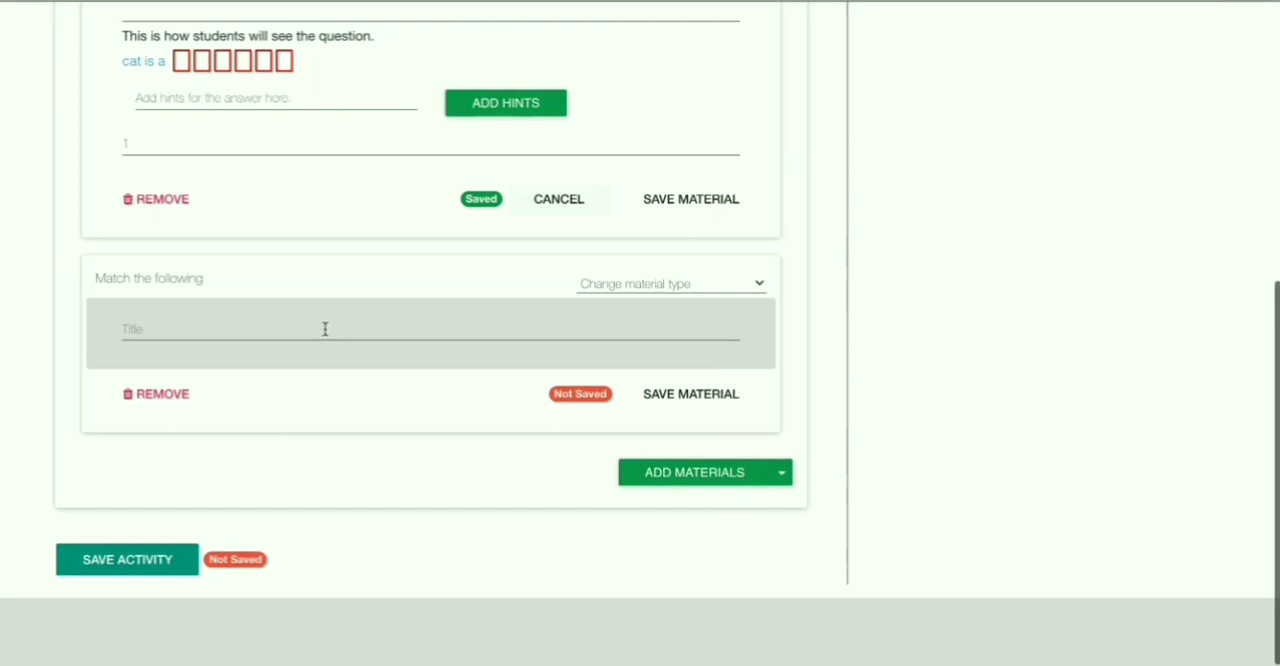 This is how students will see the question.
cat is a
Add hints for the answer here.
ADD HINTS
1
REMOVE
Saved
CANCEL
SAVE MATERIAL
Match the following
Change material type
Title
REMOVE
Not Saved
SAVE MATERIAL
ADD MATERIALS
SAVE ACTIVITY
Not Saved